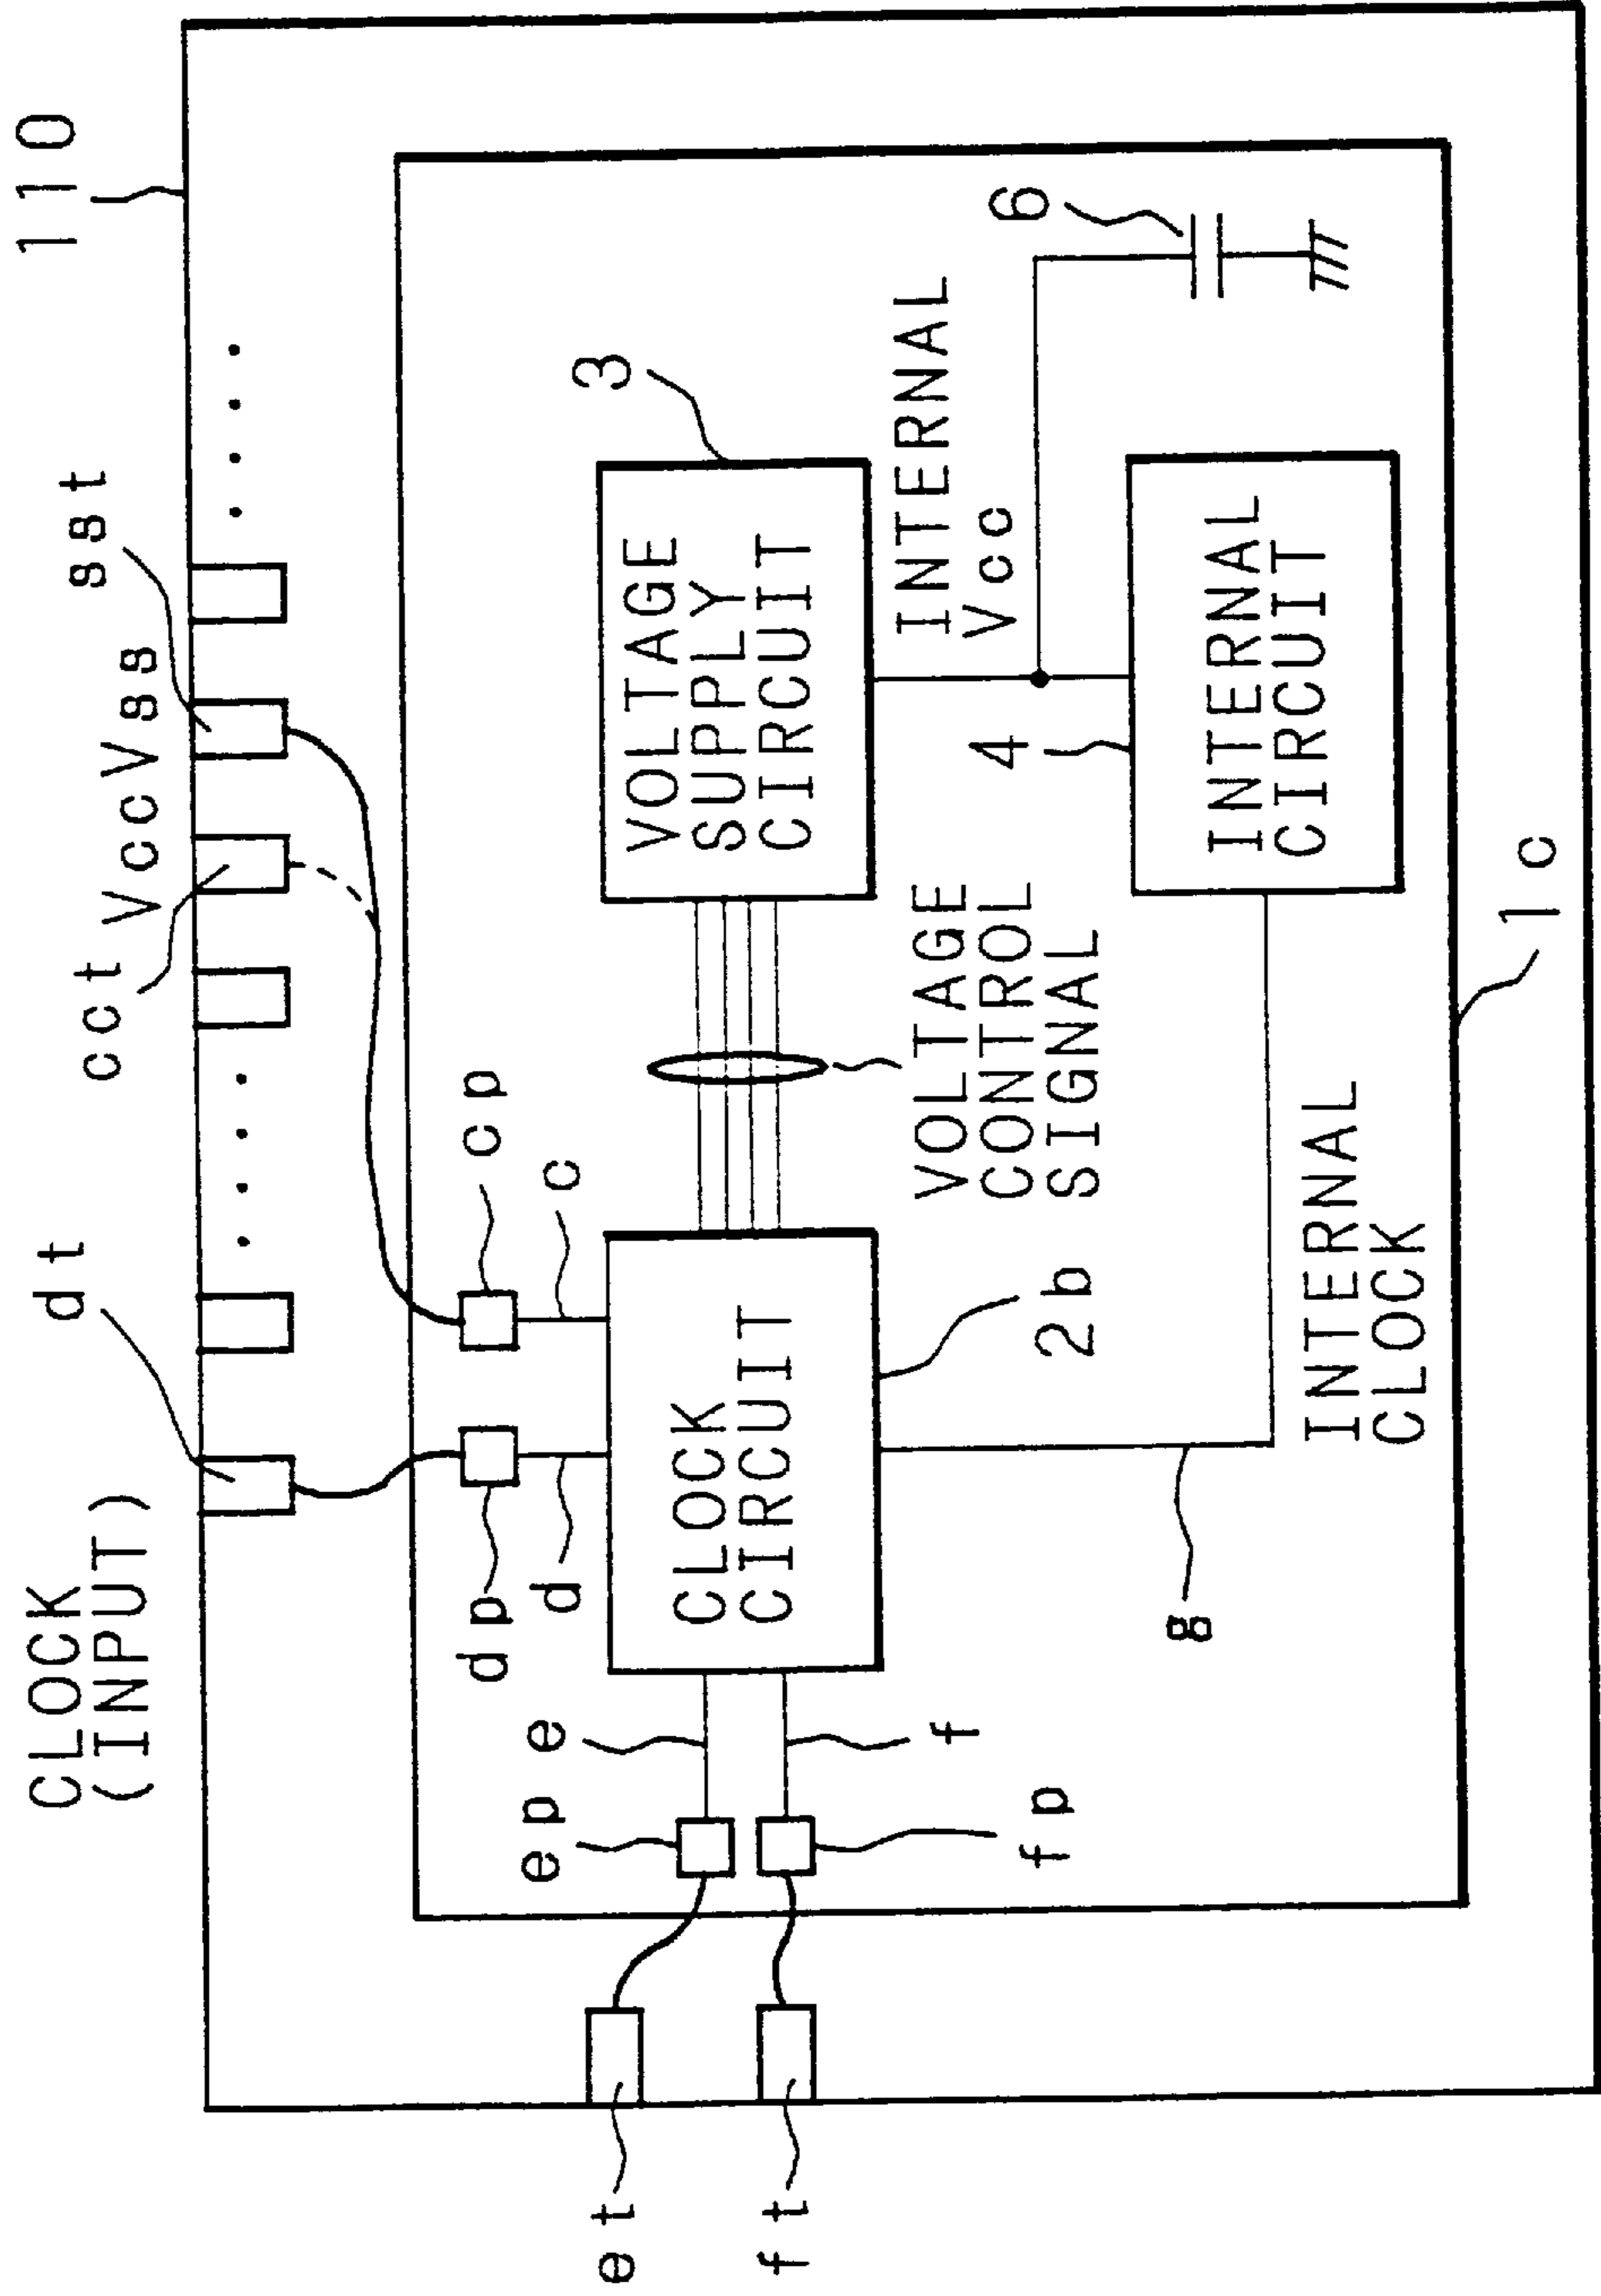 110
CLOCK
(INPUT)
dt
cct
Vcc
Vss
sst
dp
d
cp
c
3
VOLTAGE
SUPPLY
CIRCUIT
CLOCK
CIRCUIT
e
ep
et
f
fp
ft
2b
VOLTAGE
CONTROL
SIGNAL
INTERNAL
Vcc
6
4
INTERNAL
CIRCUIT
g
INTERNAL
CLOCK
1c